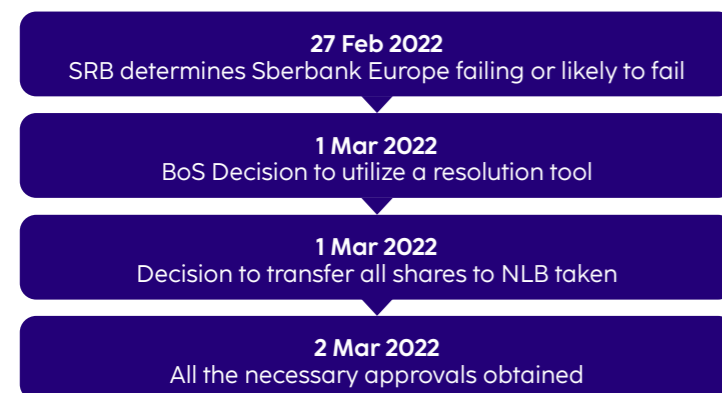 27 Feb 2022
SRB determines Sberbank Europe failing or likely to fail
1 Mar 2022
BoS Decision to utilize a resolution tool
1 Mar 2022
Decision to transfer all shares to NLB taken
2 Mar 2022
All the necessary approvals obtained